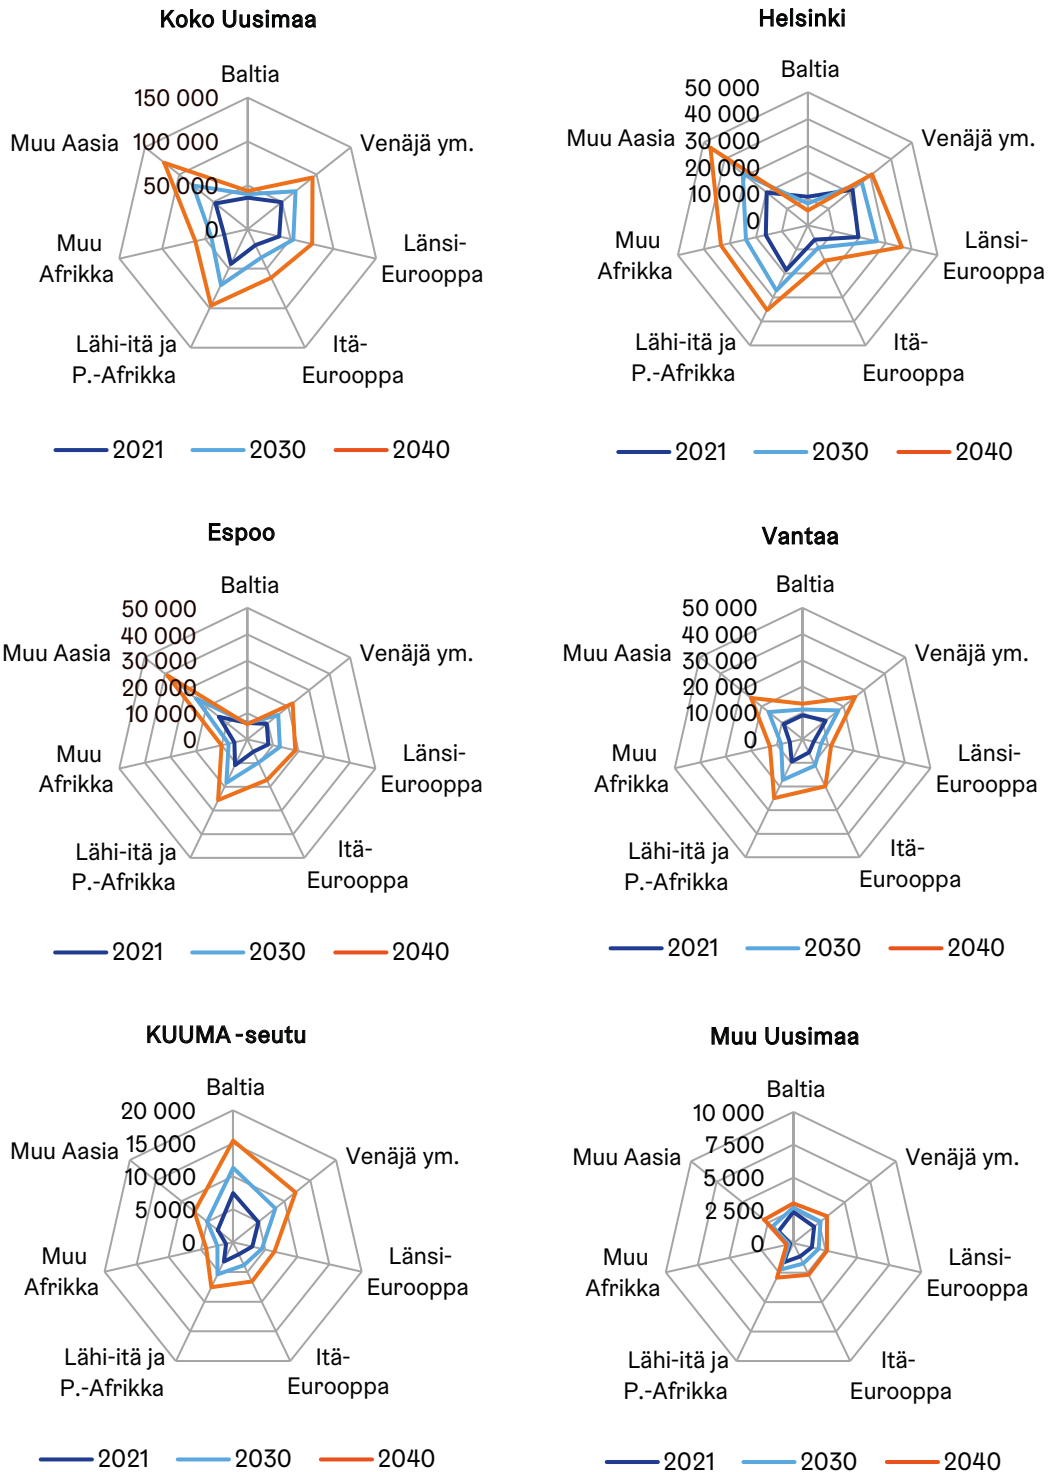 Koko Uusimaa
Baltia
150 000
100 000
50 000
0
Muu Aasia
Venäjä ym.
Muu
Afrikka
Länsi-
Eurooppa
Lähi-itä ja
P.-Afrikka
Itä-
Eurooppa
2021 2030 2040
Helsinki
Baltia
50 000
40 000
30 000
20 000
10 000
0
Muu Aasia
Venäjä ym.
Muu
Afrikka
Länsi-
Eurooppa
Lähi-itä ja
P.-Afrikka
Itä-
Eurooppa
2021 2030 2040
Espoo
Baltia
50 000
40 000
30 000
20 000
10 000
0
Muu Aasia
Venäjä ym.
Muu
Afrikka
Länsi-
Eurooppa
Lähi-itä ja
P.-Afrikka
Itä-
Eurooppa
2021 2030 2040
Vantaa
Baltia
50 000
40 000
30 000
20 000
10 000
0
Muu Aasia
Venäjä ym.
Muu
Afrikka
Länsi-
Eurooppa
Lähi-itä ja
P.-Afrikka
Itä-
Eurooppa
2021 2030 2040
KUUMA -seutu
Baltia
20 000
15 000
10 000
5 000
0
Muu Aasia
Venäjä ym.
Muu
Afrikka
Länsi-
Eurooppa
Lähi-itä ja
P.-Afrikka
Itä-
Eurooppa
2021 2030 2040
Muu Uusimaa
Baltia
10 000
7 500
5 000
2 500
0
Muu Aasia
Venäjä ym.
Muu
Afrikka
Länsi-
Eurooppa
Lähi-itä ja
P.-Afrikka
Itä-
Eurooppa
2021 2030 2040